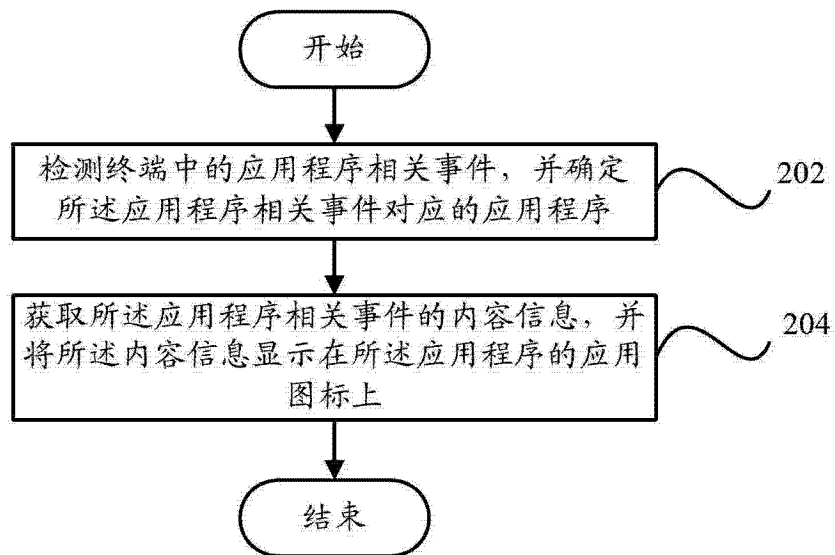 开始
检测终端中的应用程序相关事件，并确定
所述应用程序相关事件对应的应用程序
202
获取所述应用程序相关事件的内容信息，并
将所述内容信息显示在所述应用程序的应用
图标上
204
结束